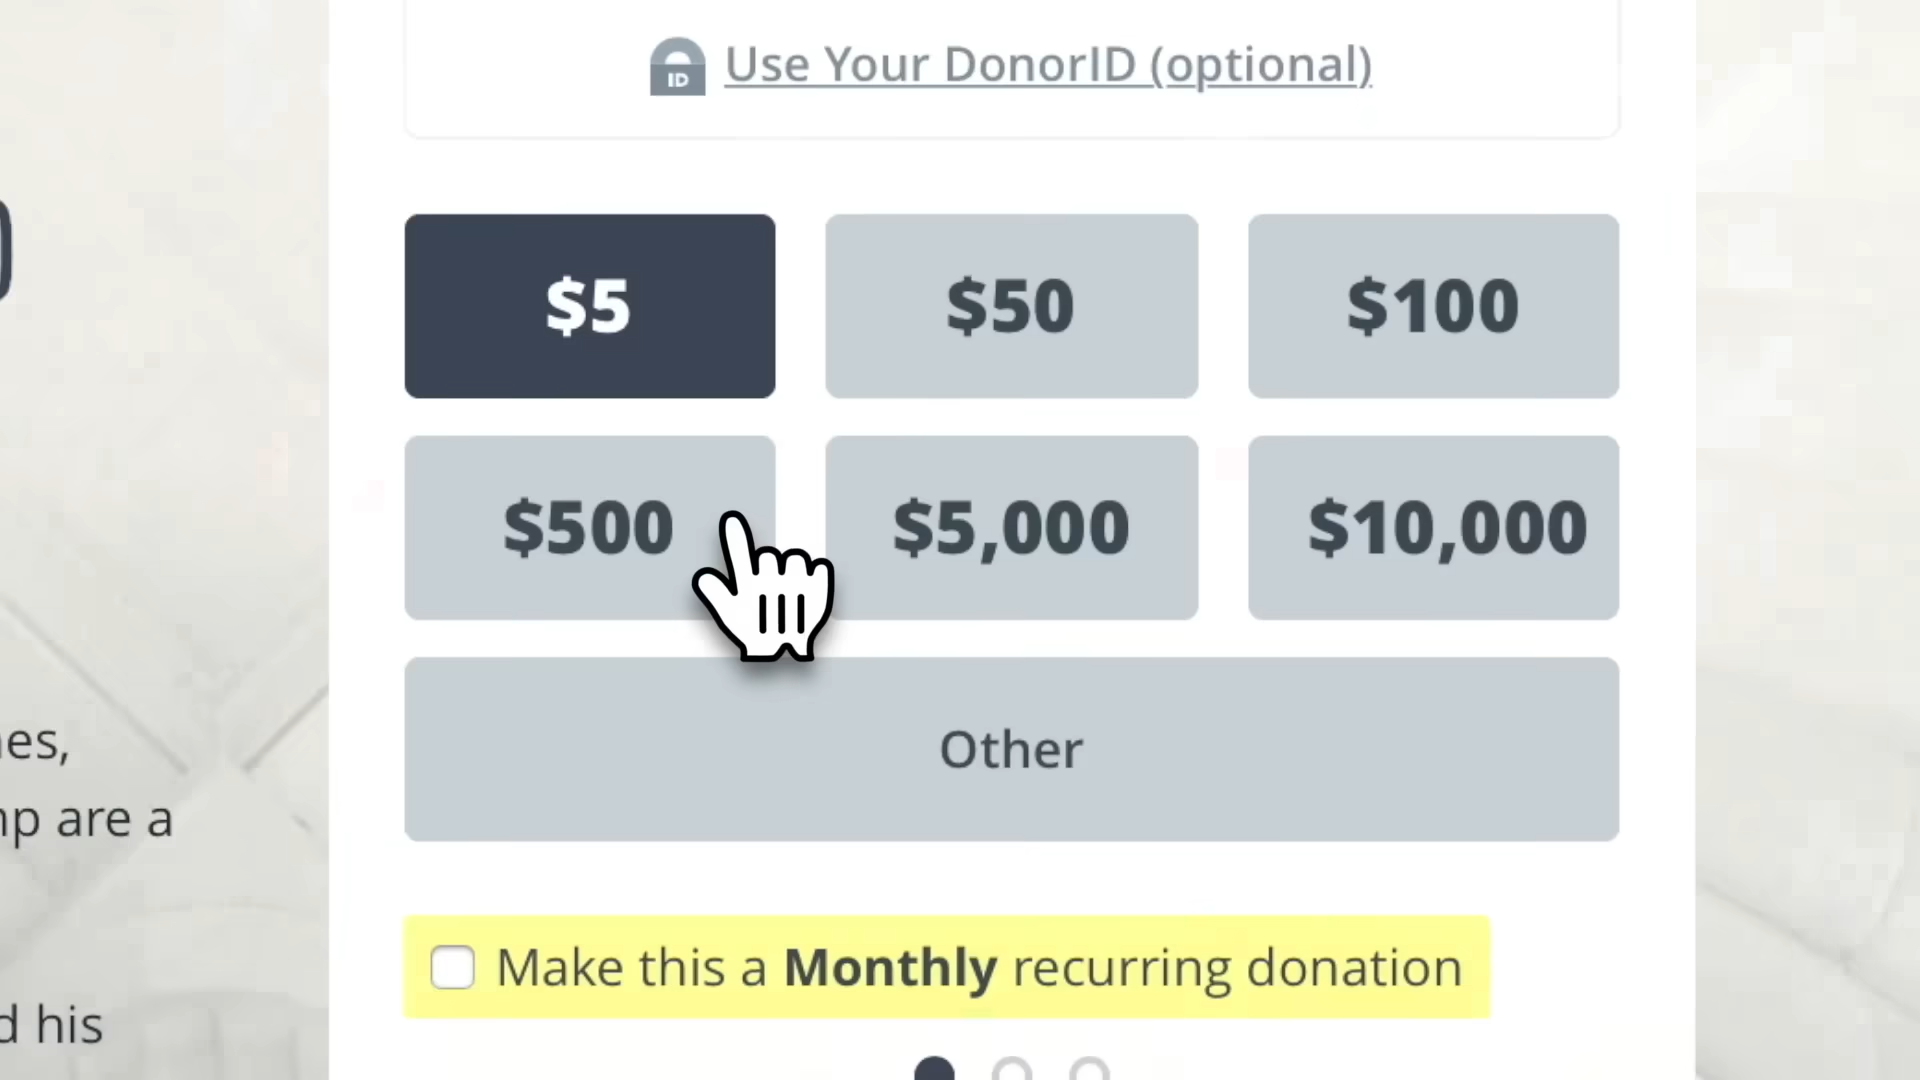 ID Use Your DonorID (optional)
$5 $50 $100
$500 $5,000 $10,000
Other
are a
Make this a Monthly recurring donation
his